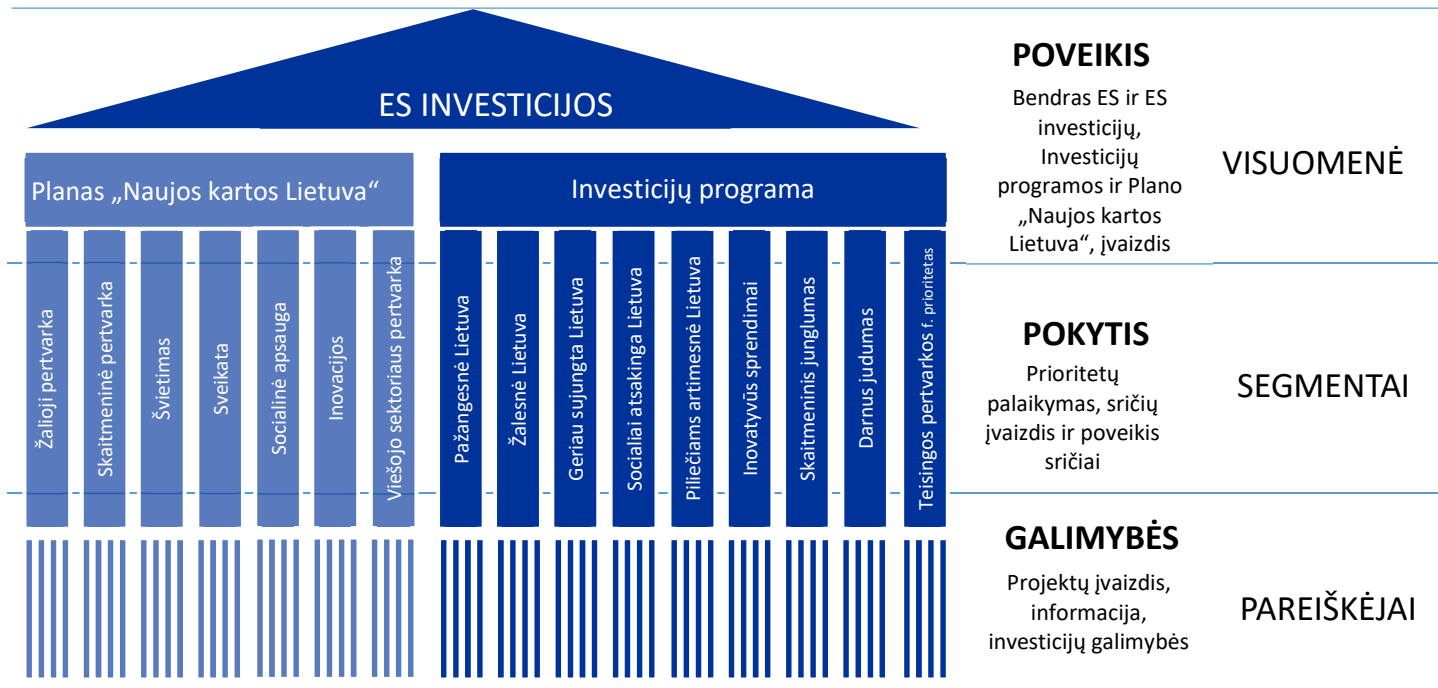 ES INVESTICIJOS
Planas „Naujos kartos Lietuva“
Investicijų programa
Žalioji pertvarka
Skaitmeninė pertvarka
Švietimas
Sveikata
Socialinė apsauga
Inovacijos
Viešojo sektoriaus pertvarka
Pažangesnė Lietuva
Žalesnė Lietuva
Geriau sujungta Lietuva
Socialiai atsakinga Lietuva
Piliečiams artimesnė Lietuva
Inovatyvūs sprendimai
Skaitmeninis junglumas
Darnus judumas
Teisingos pertvarkos f. prioritetas
POVEIKIS
Bendras ES ir ES
investicijų,
Investicijų
programos ir Plano
„Naujos kartos
Lietuva“, įvaizdis
VISUOMENĖ
POKYTIS
Prioritetų
palaikymas, sričių
įvaizdis ir poveikis
sričiai
SEGMENTAI
GALIMYBĖS
Projektų įvaizdis,
informacija,
investicijų galimybės
PAREIŠKĖJAI